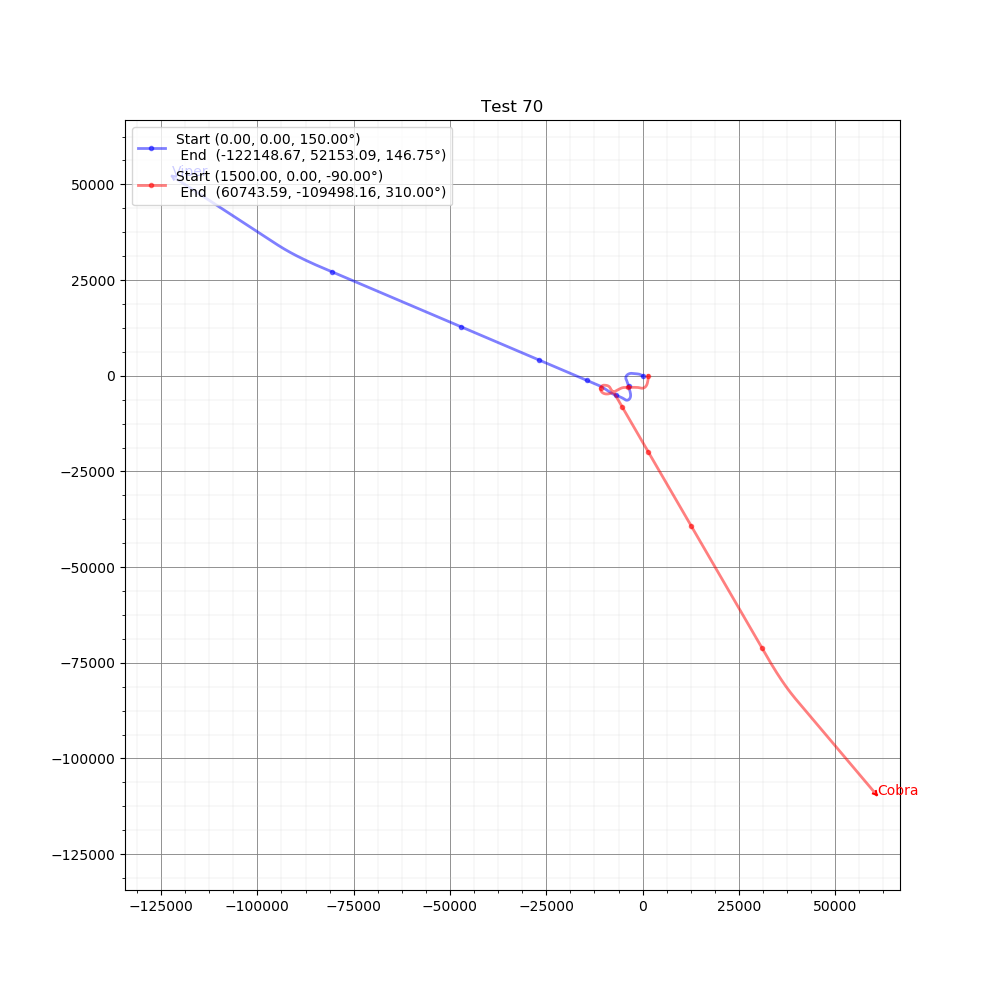 Test 70
Start (0.00, 0.00, 150.00°)
End (-122148.67, 52153.09, 146.75°)
Start (1500.00, 0.00, -90.00°)
End (60743.59, -109498.16, 310.00°)
50000
25000
0
−25000
−50000
−75000
−100000
−125000
Cobra
−125000 −100000 −75000 −50000 −25000 0 25000 50000